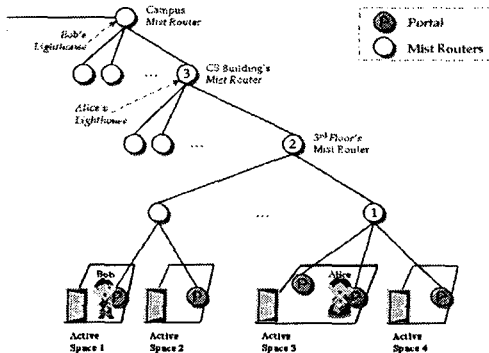 Campus
Mist Router
Bob's
Lighthouse
P Portal
Mist Routers
...
3
CS Building's
Mist Router
Alice's
Lighthouse
...
2
3rd Floor's
Mist Router
...
1
Bob
P
P
P
Alice
P
P
Active
Space 1
Active
Space 2
Active
Space 3
Active
Space 4